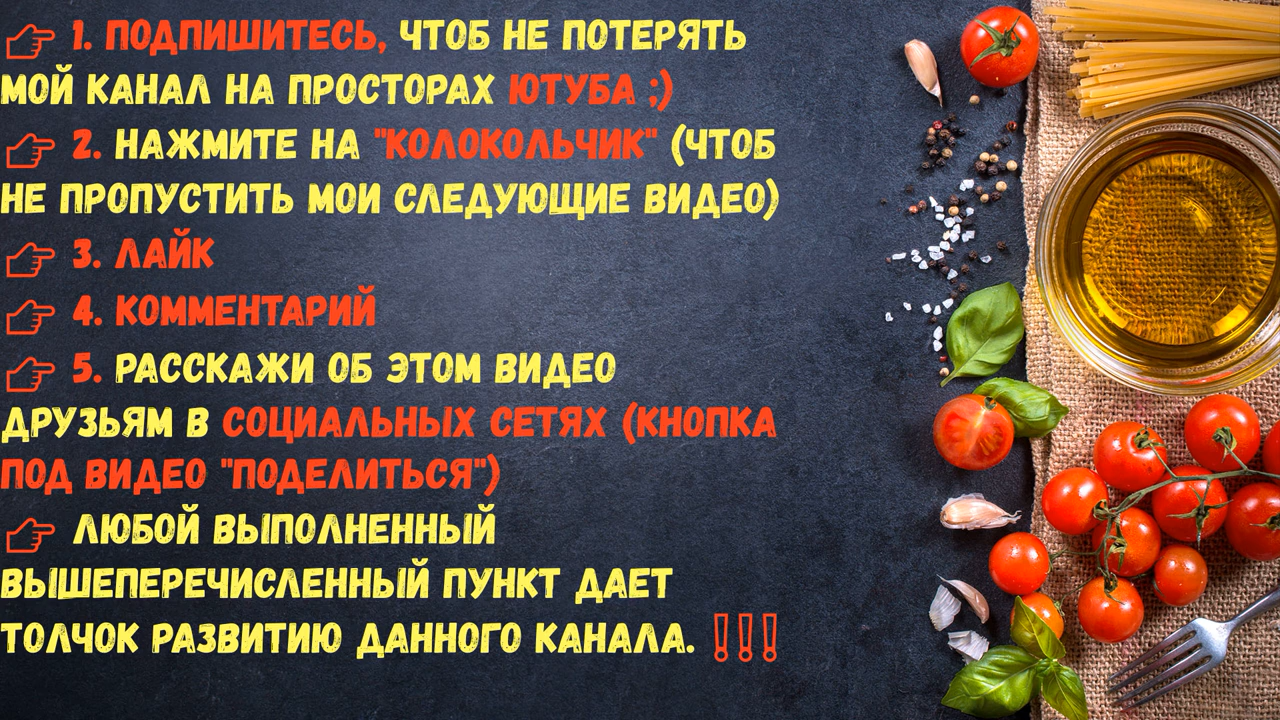 👉 1. ПОДПИШИТЕСЬ, ЧТОБ НЕ ПОТЕРЯТЬ
МОЙ КАНАЛ НА ПРОСТОРАХ ЮТУБА ;)
👉 2. НАЖМИТЕ НА "КОЛОКОЛЬЧИК" (ЧТОБ
НЕ ПРОПУСТИТЬ МОИ СЛЕДУЮЩИЕ ВИДЕО)
👉 3. ЛАЙК
👉 4. КОММЕНТАРИЙ
👉 5. РАССКАЖИ ОБ ЭТОМ ВИДЕО
ДРУЗЬЯМ В СОЦИАЛЬНЫХ СЕТЯХ (КНОПКА
ПОД ВИДЕО "ПОДЕЛИТЬСЯ")
👉 ЛЮБОЙ ВЫПОЛНЕННЫЙ
ВЫШЕПЕРЕЧИСЛЕННЫЙ ПУНКТ ДАЕТ
ТОЛЧОК РАЗВИТИЮ ДАННОГО КАНАЛА. !!!